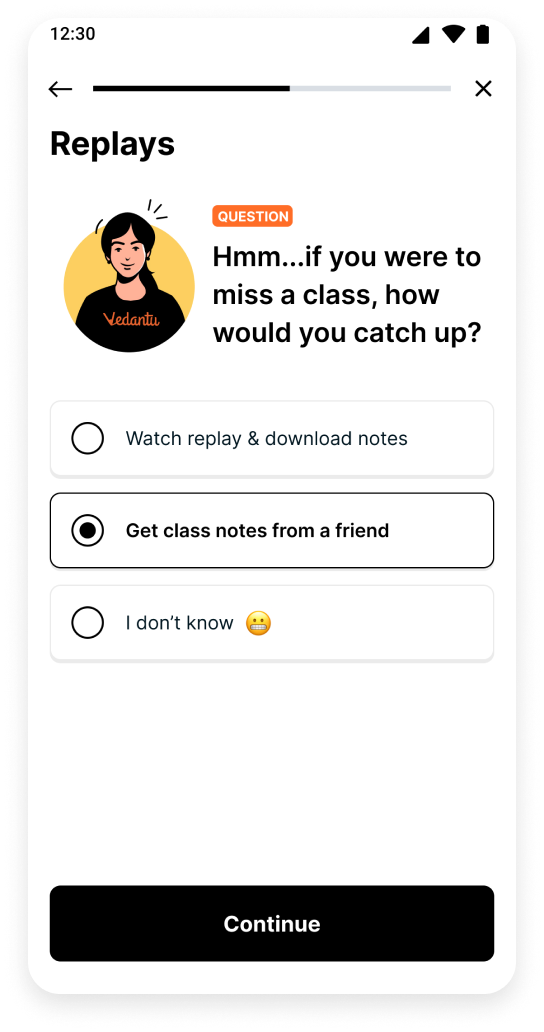 12:30
Replays
QUESTION
Hmm...if you were to
miss a class, how
would you catch up?
Vedantu
Watch replay & download notes
Get class notes from a friend
I don’t know 😬
Continue